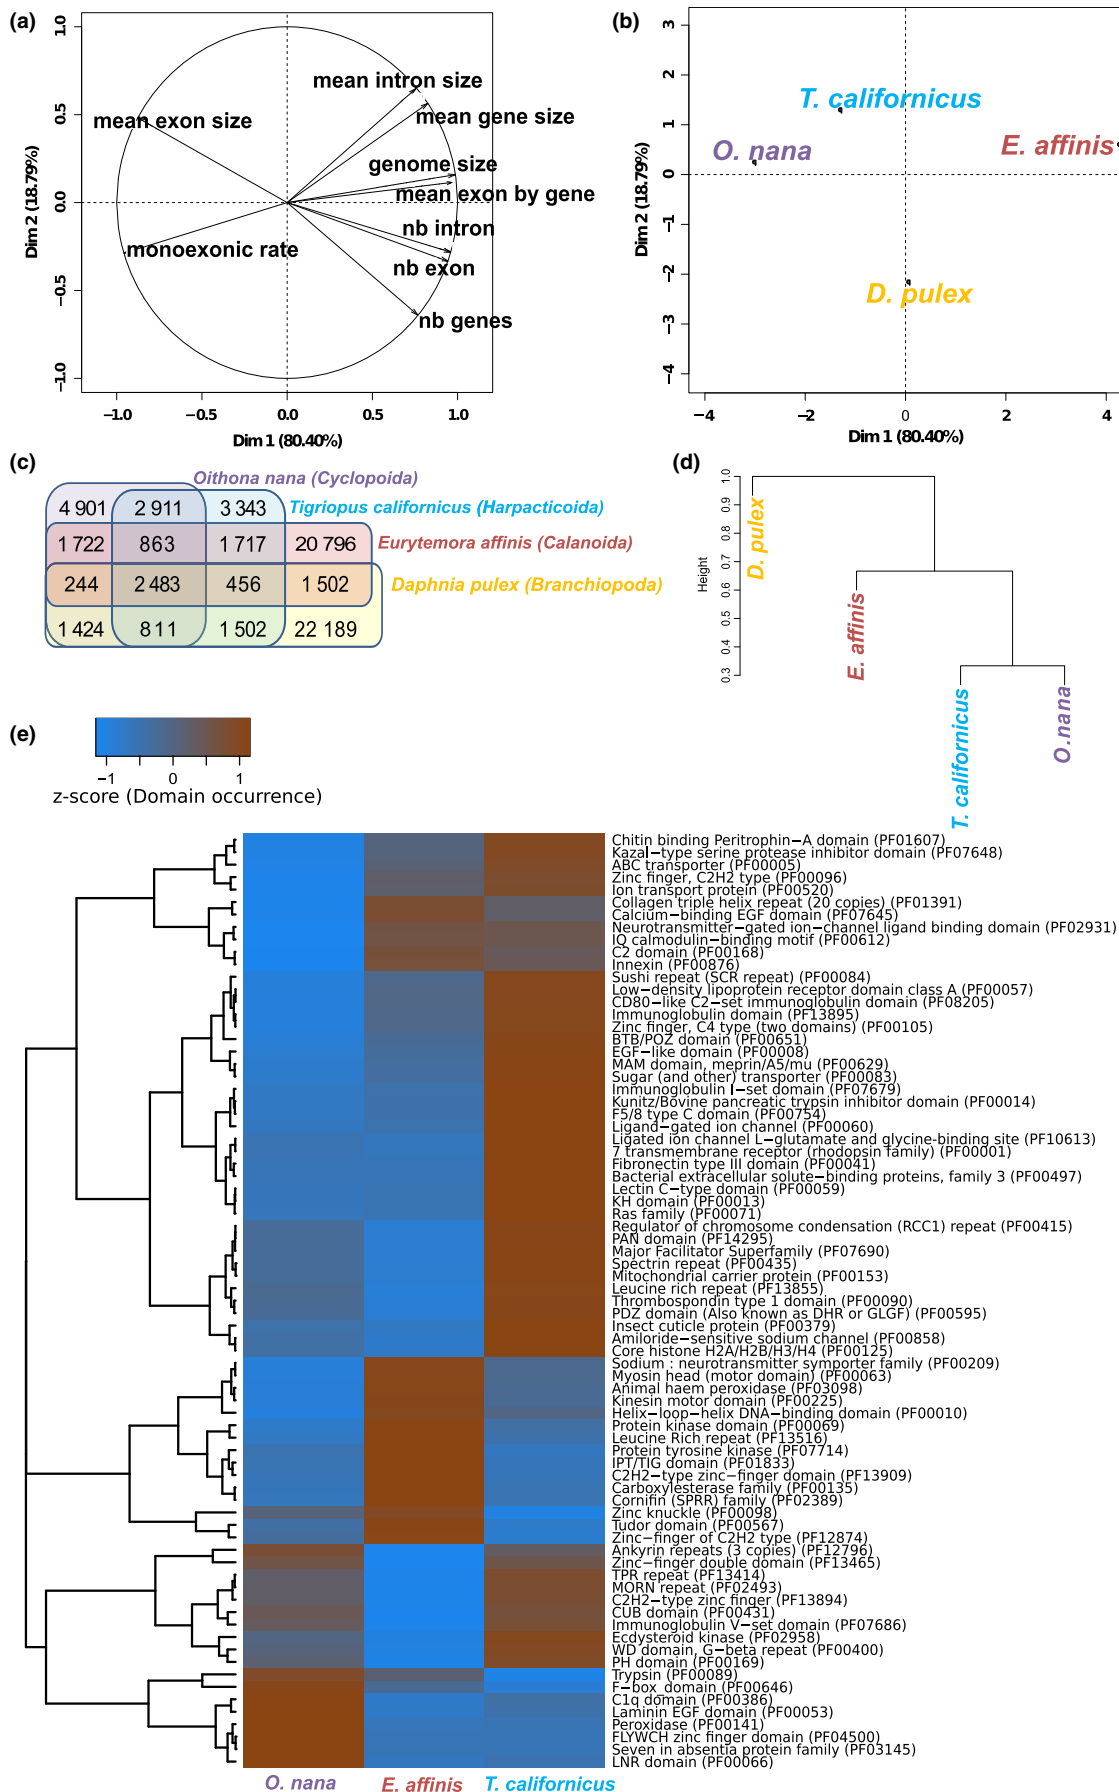 (a)
1.0
0.5
0.0
−0.5
−1.0
Dim 2 (18.79%)
mean intron size
mean exon size
mean gene size
genome size
mean exon by gene
nb intron
monoexonic rate
nb exon
nb genes
−1.0 −0.5 0.0 0.5 1.0
Dim 1 (80.40%)
(b)
3
2
1
0
−1
−2
−3
−4
Dim 2 (18.79%)
T. californicus
O. nana
E. affinis
D. pulex
−4 −2 0 2 4
Dim 1 (80.40%)
(c)
Oithona nana (Cyclopoida)
4 901 2 911 3 343
Tigriopus californicus (Harpacticoida)
1 722 863 1 717 20 796
Eurytemora affinis (Calanoida)
244 2 483 456 1 502
Daphnia pulex (Branchiopoda)
1 424 811 1 502 22 189
(d)
Height
1.0
0.9
0.8
0.7
0.6
0.5
0.4
0.3
D. pulex
E. affinis
T. californicus
O.nana
(e)
−1 0 1
z-score (Domain occurrence)
Chitin binding Peritrophin−A domain (PF01607)
Kazal−type serine protease inhibitor domain (PF07648)
ABC transporter (PF00005)
Zinc finger, C2H2 type (PF00096)
Ion transport protein (PF00520)
Collagen triple helix repeat (20 copies) (PF01391)
Calcium−binding EGF domain (PF07645)
Neurotransmitter−gated ion−channel ligand binding domain (PF02931)
IQ calmodulin−binding motif (PF00612)
C2 domain (PF00168)
Innexin (PF00876)
Sushi repeat (SCR repeat) (PF00084)
Low−density lipoprotein receptor domain class A (PF00057)
CD80−like C2−set immunoglobulin domain (PF08205)
Immunoglobulin domain (PF13895)
Zinc finger, C4 type (two domains) (PF00105)
BTB/POZ domain (PF00651)
EGF−like domain (PF00008)
MAM domain, meprin/A5/mu (PF00629)
Sugar (and other) transporter (PF00083)
Immunoglobulin I−set domain (PF07679)
Kunitz/Bovine pancreatic trypsin inhibitor domain (PF00014)
F5/8 type C domain (PF00754)
Ligand−gated ion channel (PF00060)
Ligated ion channel L−glutamate and glycine-binding site (PF10613)
7 transmembrane receptor (rhodopsin family) (PF00001)
Fibronectin type III domain (PF00041)
Bacterial extracellular solute−binding proteins, family 3 (PF00497)
Lectin C−type domain (PF00059)
KH domain (PF00013)
Ras family (PF00071)
Regulator of chromosome condensation (RCC1) repeat (PF00415)
PAN domain (PF14295)
Major Facilitator Superfamily (PF07690)
Spectrin repeat (PF00435)
Mitochondrial carrier protein (PF00153)
Leucine rich repeat (PF13855)
Thrombospondin type 1 domain (PF00090)
PDZ domain (Also known as DHR or GLGF) (PF00595)
Insect cuticle protein (PF00379)
Amiloride−sensitive sodium channel (PF00858)
Core histone H2A/H2B/H3/H4 (PF00125)
Sodium : neurotransmitter symporter family (PF00209)
Myosin head (motor domain) (PF00063)
Animal haem peroxidase (PF03098)
Kinesin motor domain (PF00225)
Helix−loop−helix DNA−binding domain (PF00010)
Protein kinase domain (PF00069)
Leucine Rich repeat (PF13516)
Protein tyrosine kinase (PF07714)
IPT/TIG domain (PF01833)
C2H2−type zinc−finger domain (PF13909)
Carboxylesterase family (PF00135)
Cornifin (SPRR) family (PF02389)
Zinc knuckle (PF00098)
Tudor domain (PF00567)
Zinc−finger of C2H2 type (PF12874)
Ankyrin repeats (3 copies) (PF12796)
Zinc−finger double domain (PF13465)
TPR repeat (PF13414)
MORN repeat (PF02493)
C2H2−type zinc finger (PF13894)
CUB domain (PF00431)
Immunoglobulin V−set domain (PF07686)
Ecdysteroid kinase (PF02958)
WD domain, G−beta repeat (PF00400)
PH domain (PF00169)
Trypsin (PF00089)
F−box domain (PF00646)
C1q domain (PF00386)
Laminin EGF domain (PF00053)
Peroxidase (PF00141)
FLYWCH zinc finger domain (PF04500)
Seven in absentia protein family (PF03145)
LNR domain (PF00066)
O. nana E. affinis T. californicus